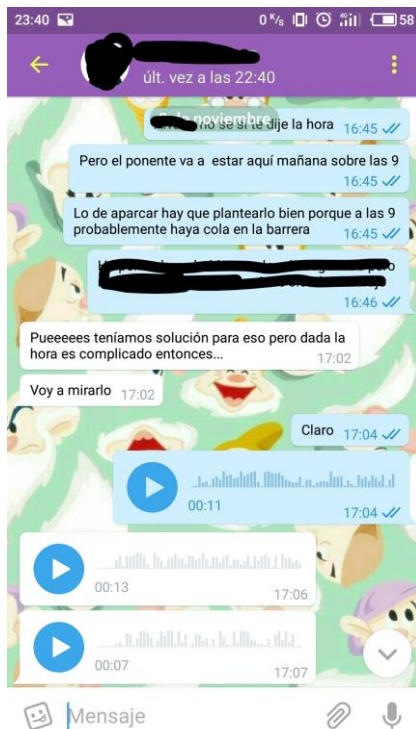 23:40
0 K/s
4G
58
últ. vez a las 22:40
noviembre
no se si te dije la hora 16:45
Pero el ponente va a estar aquí mañana sobre las 9
16:45
Lo de aparcar hay que plantearlo bien porque a las 9
probablemente haya cola en la barrera 16:45
16:46
Pueeeees teníamos solución para eso pero dada la
hora es complicado entonces... 17:02
Voy a mirarlo 17:02
Claro 17:04
00:11
17:04
00:13
17:06
00:07
17:07
Mensaje